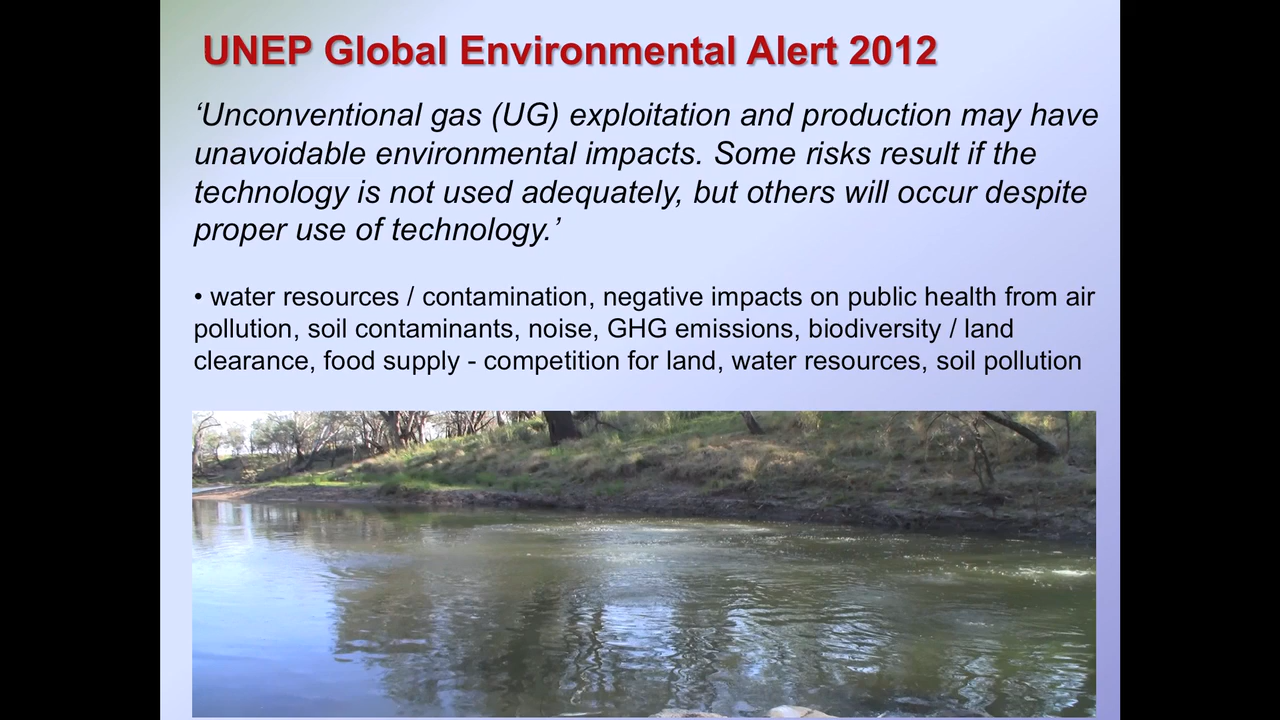 UNEP Global Environmental Alert 2012
‘Unconventional gas (UG) exploitation and production may have
unavoidable environmental impacts. Some risks result if the
technology is not used adequately, but others will occur despite
proper use of technology.’
• water resources / contamination, negative impacts on public health from air
pollution, soil contaminants, noise, GHG emissions, biodiversity / land
clearance, food supply - competition for land, water resources, soil pollution